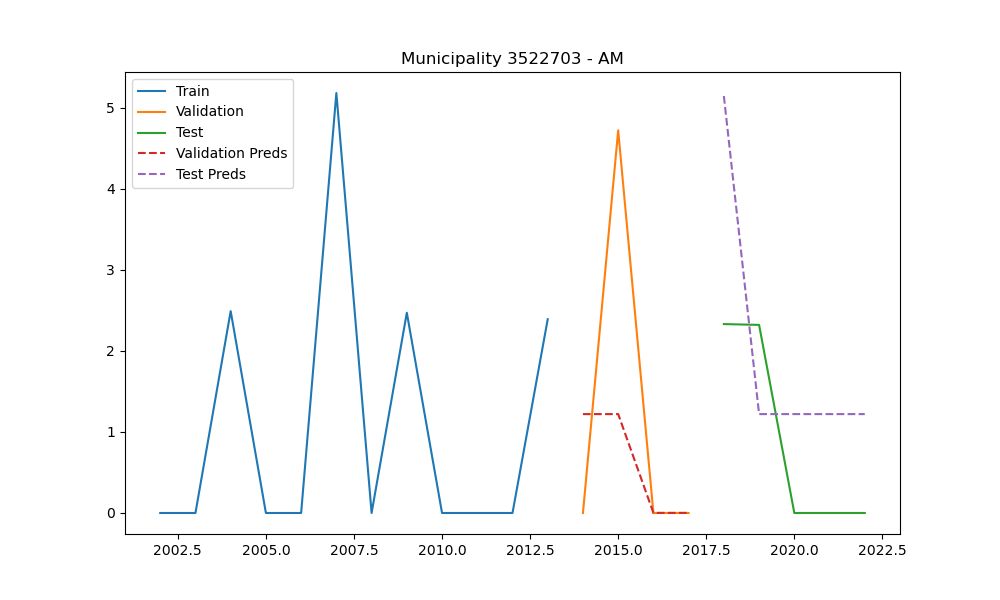 Municipality 3522703 - AM
Train
Validation
Test
Validation Preds
Test Preds
5
4
3
2
1
0
2002.5 2005.0 2007.5 2010.0 2012.5 2015.0 2017.5 2020.0 2022.5